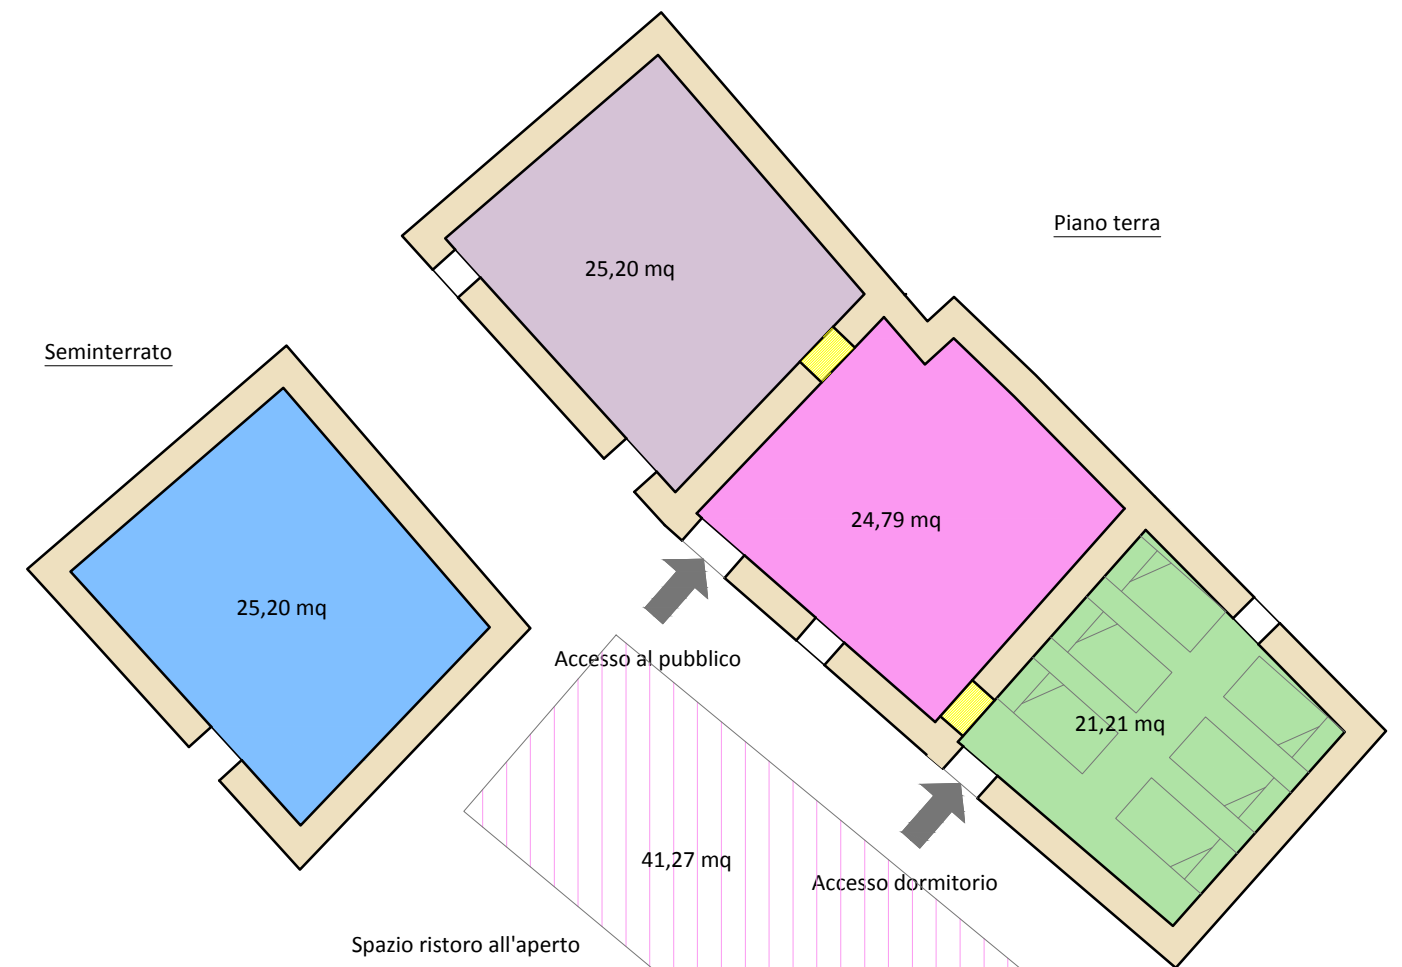 Piano terra
25,20 mq
Seminterrato
24,79 mq
25,20 mq
Accesso al pubblico
21,21 mq
41,27 mq
Accesso dormitorio
Spazio ristoro all'aperto